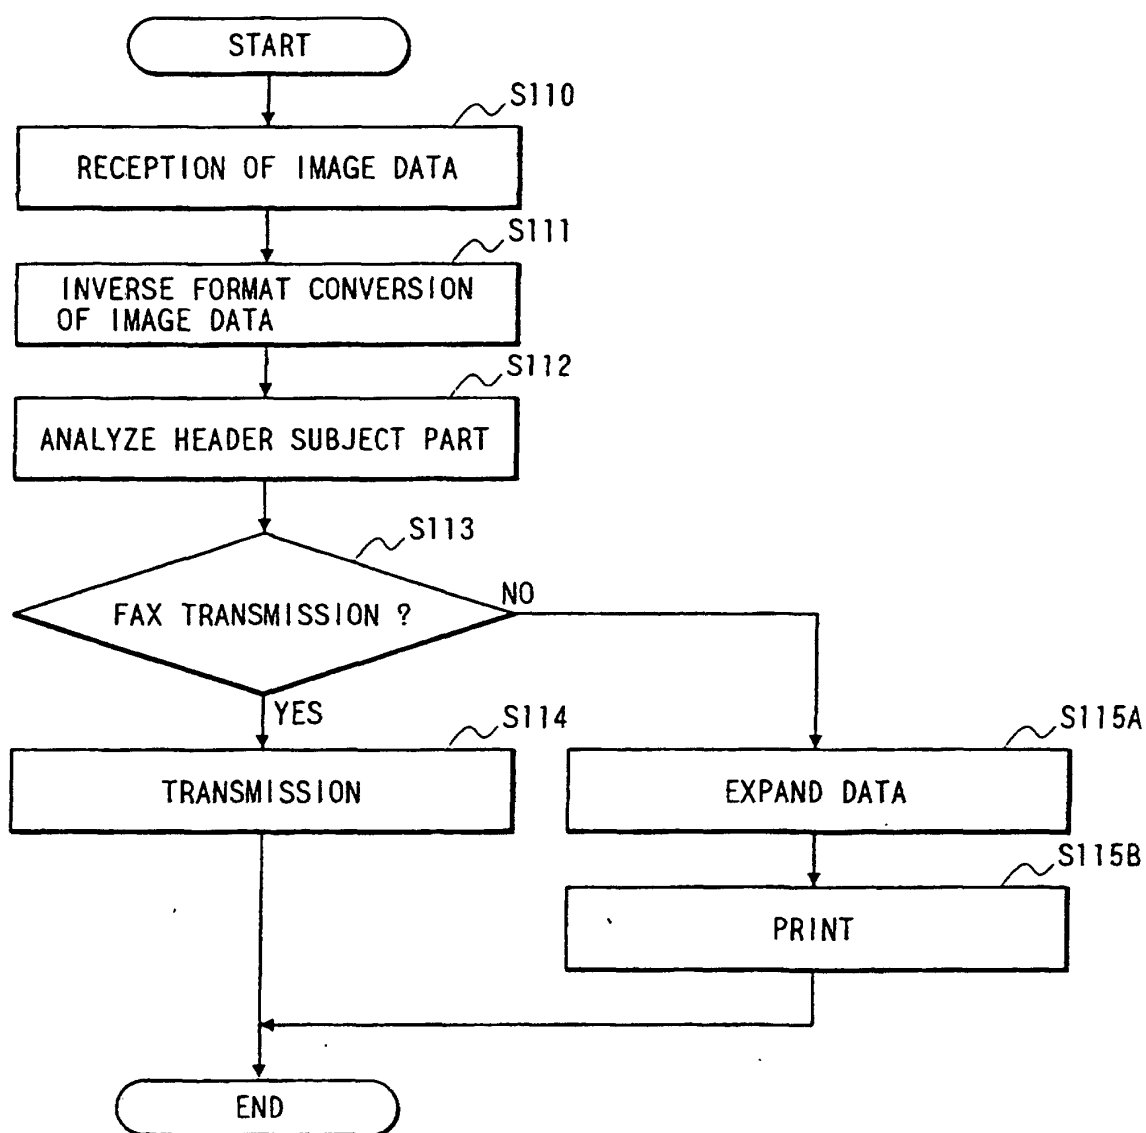 START
S110
RECEPTION OF IMAGE DATA
S111
INVERSE FORMAT CONVERSION
OF IMAGE DATA
S112
ANALYZE HEADER SUBJECT PART
S113
FAX TRANSMISSION ?
NO
YES
S114
TRANSMISSION
S115A
EXPAND DATA
S115B
PRINT
END